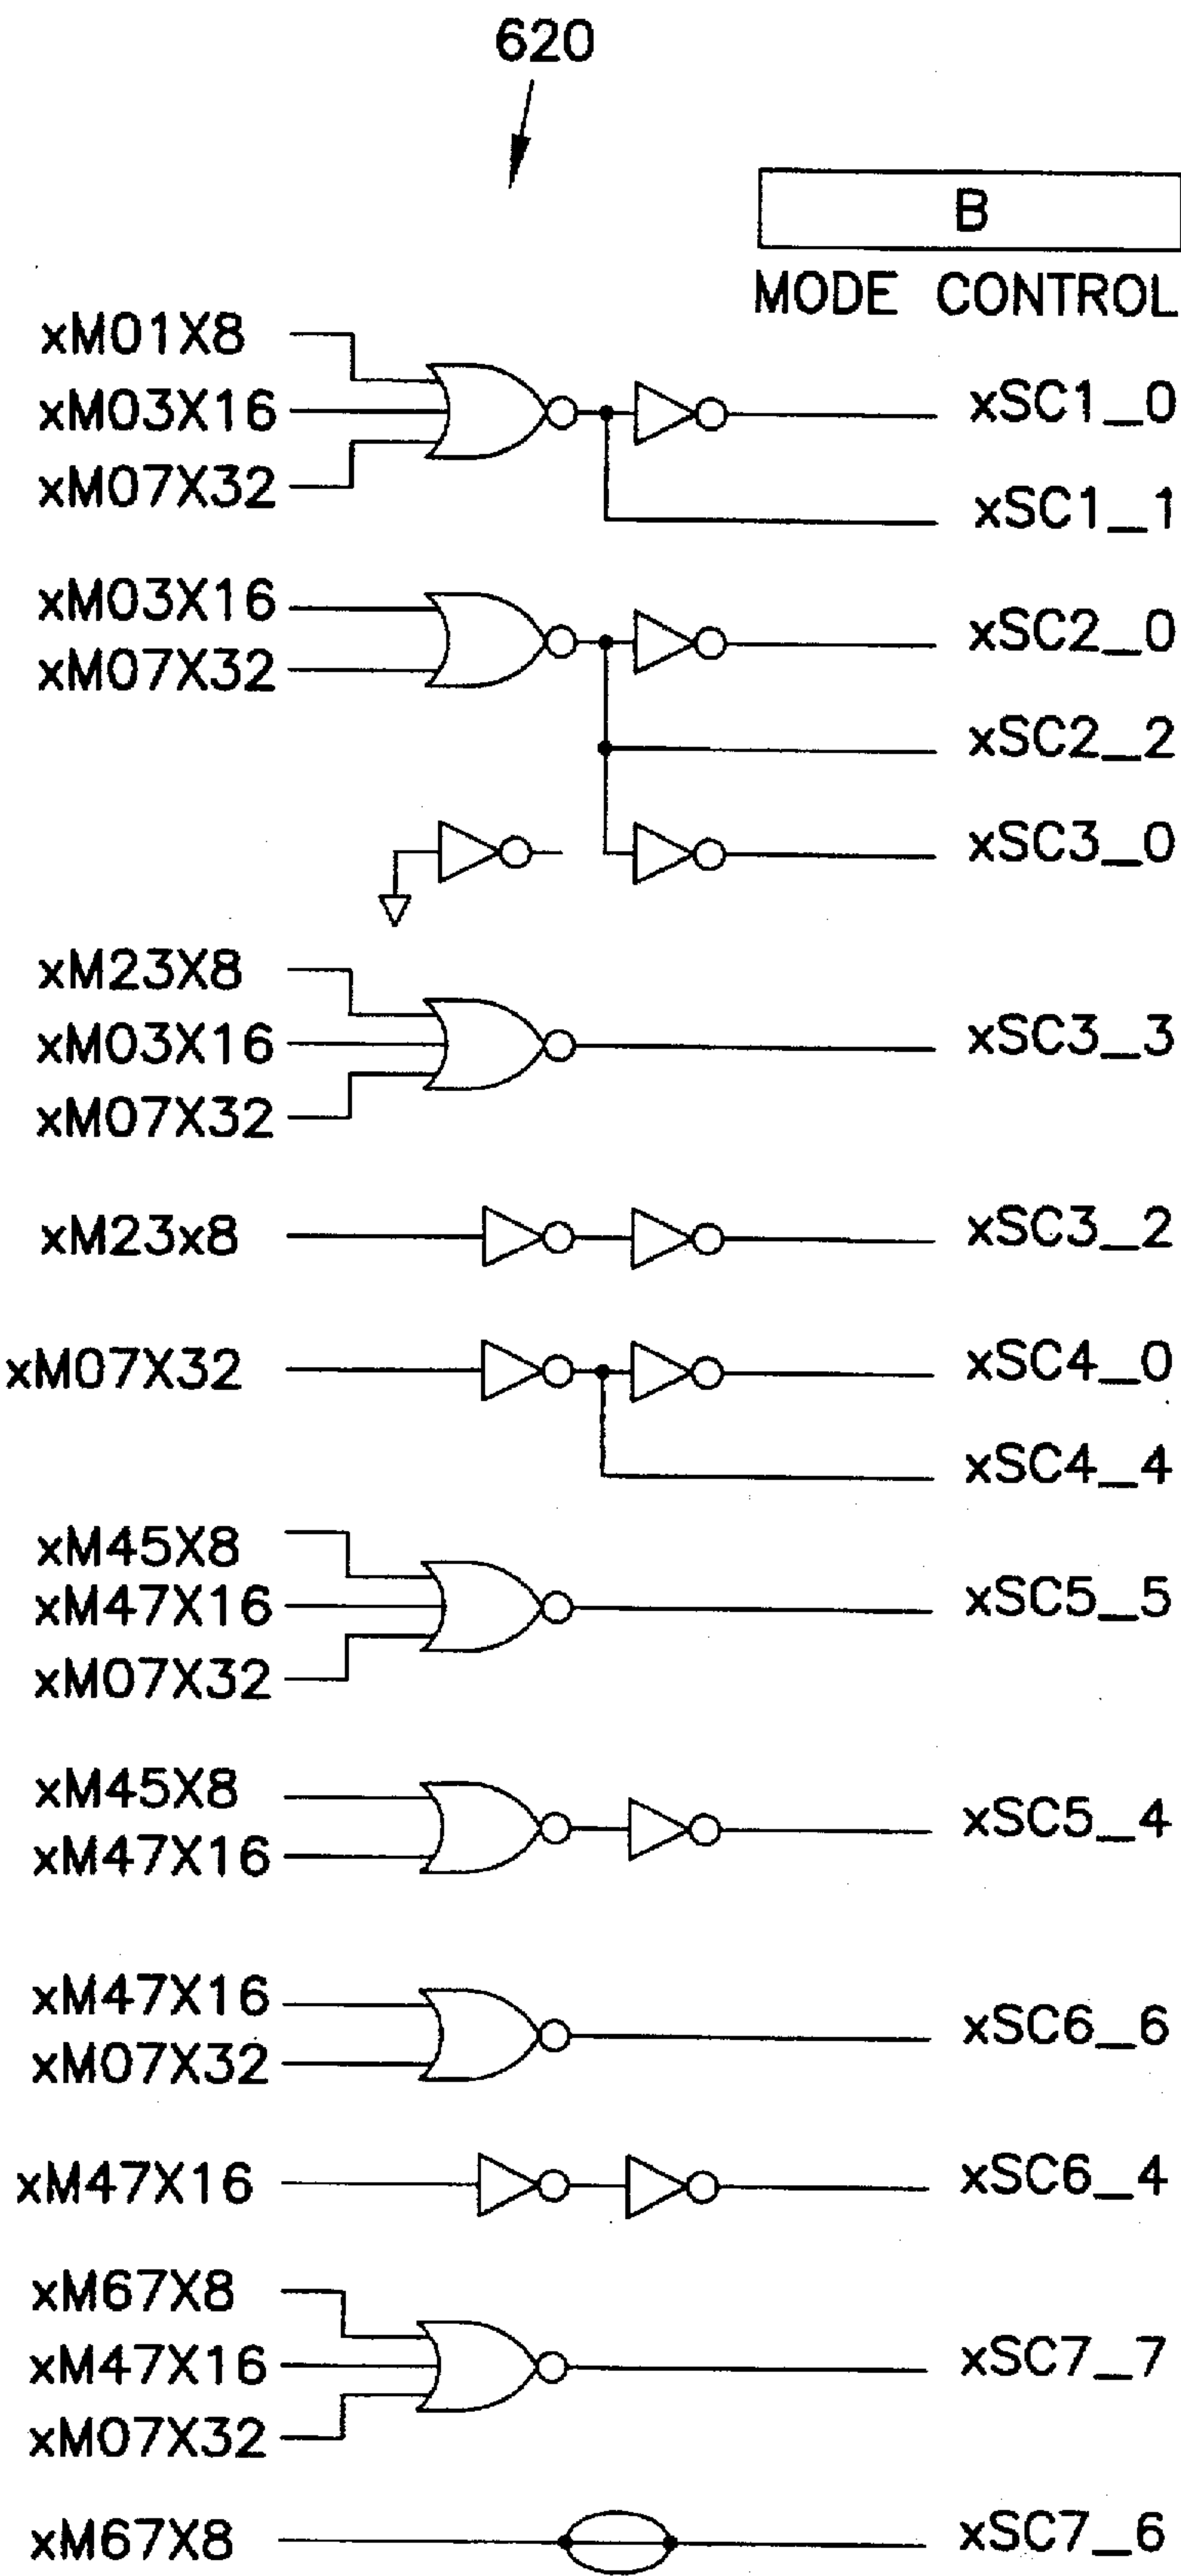 620
B
MODE CONTROL
xM01X8
xM03X16
xM07X32
xSC1_0
xSC1_1
xM03X16
xM07X32
xSC2_0
xSC2_2
xSC3_0
xM23X8
xM03X16
xM07X32
xSC3_3
xM23x8
xSC3_2
xM07X32
xSC4_0
xSC4_4
xM45X8
xM47X16
xM07X32
xSC5_5
xM45X8
xM47X16
xSC5_4
xM47X16
xM07X32
xSC6_6
xM47X16
xSC6_4
xM67X8
xM47X16
xM07X32
xSC7_7
xM67X8
xSC7_6